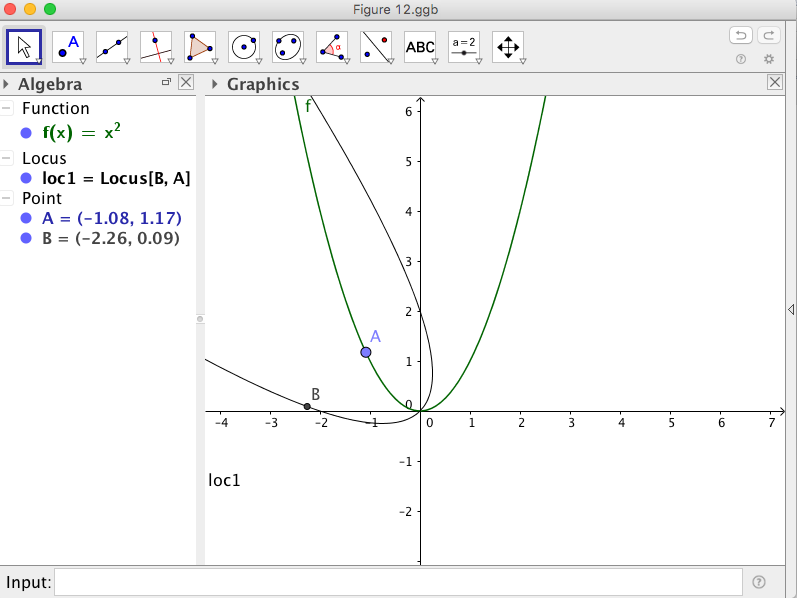 Figure 12.ggb
A
α
ABC
a = 2
Algebra
Graphics
Function
f(x) = x²
Locus
loc1 = Locus[B, A]
Point
A = (-1.08, 1.17)
B = (-2.26, 0.09)
f
6
5
4
3
2
1
0
-1
-2
-4 -3 -2 -1 0 1 2 3 4 5 6 7
A
B
loc1
Input: